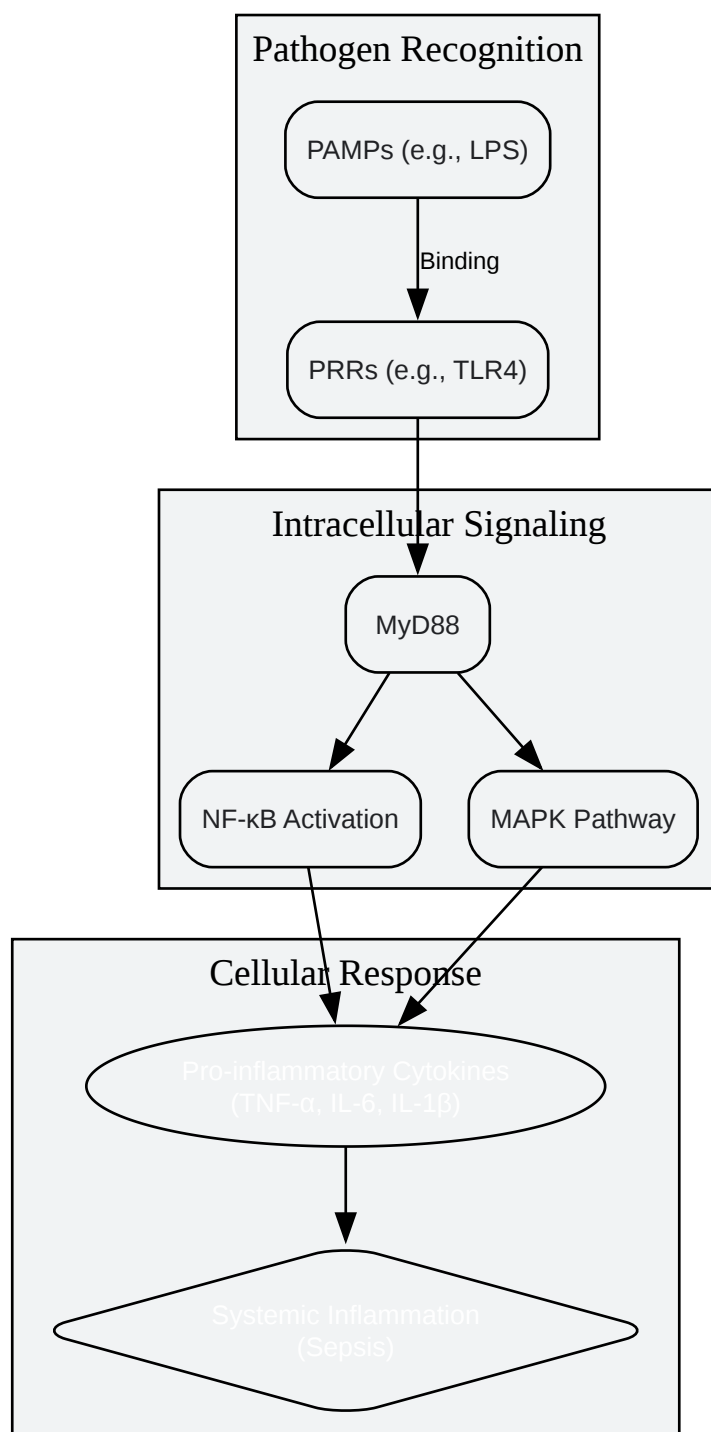 Pathogen Recognition
PAMPs (e.g., LPS)
Binding
PRRs (e.g., TLR4)
Intracellular Signaling
MyD88
NF-κB Activation
MAPK Pathway
Cellular Response
Pro-inflammatory Cytokines
(TNF-α, IL-6, IL-1β)
Systemic Inflammation
(Sepsis)